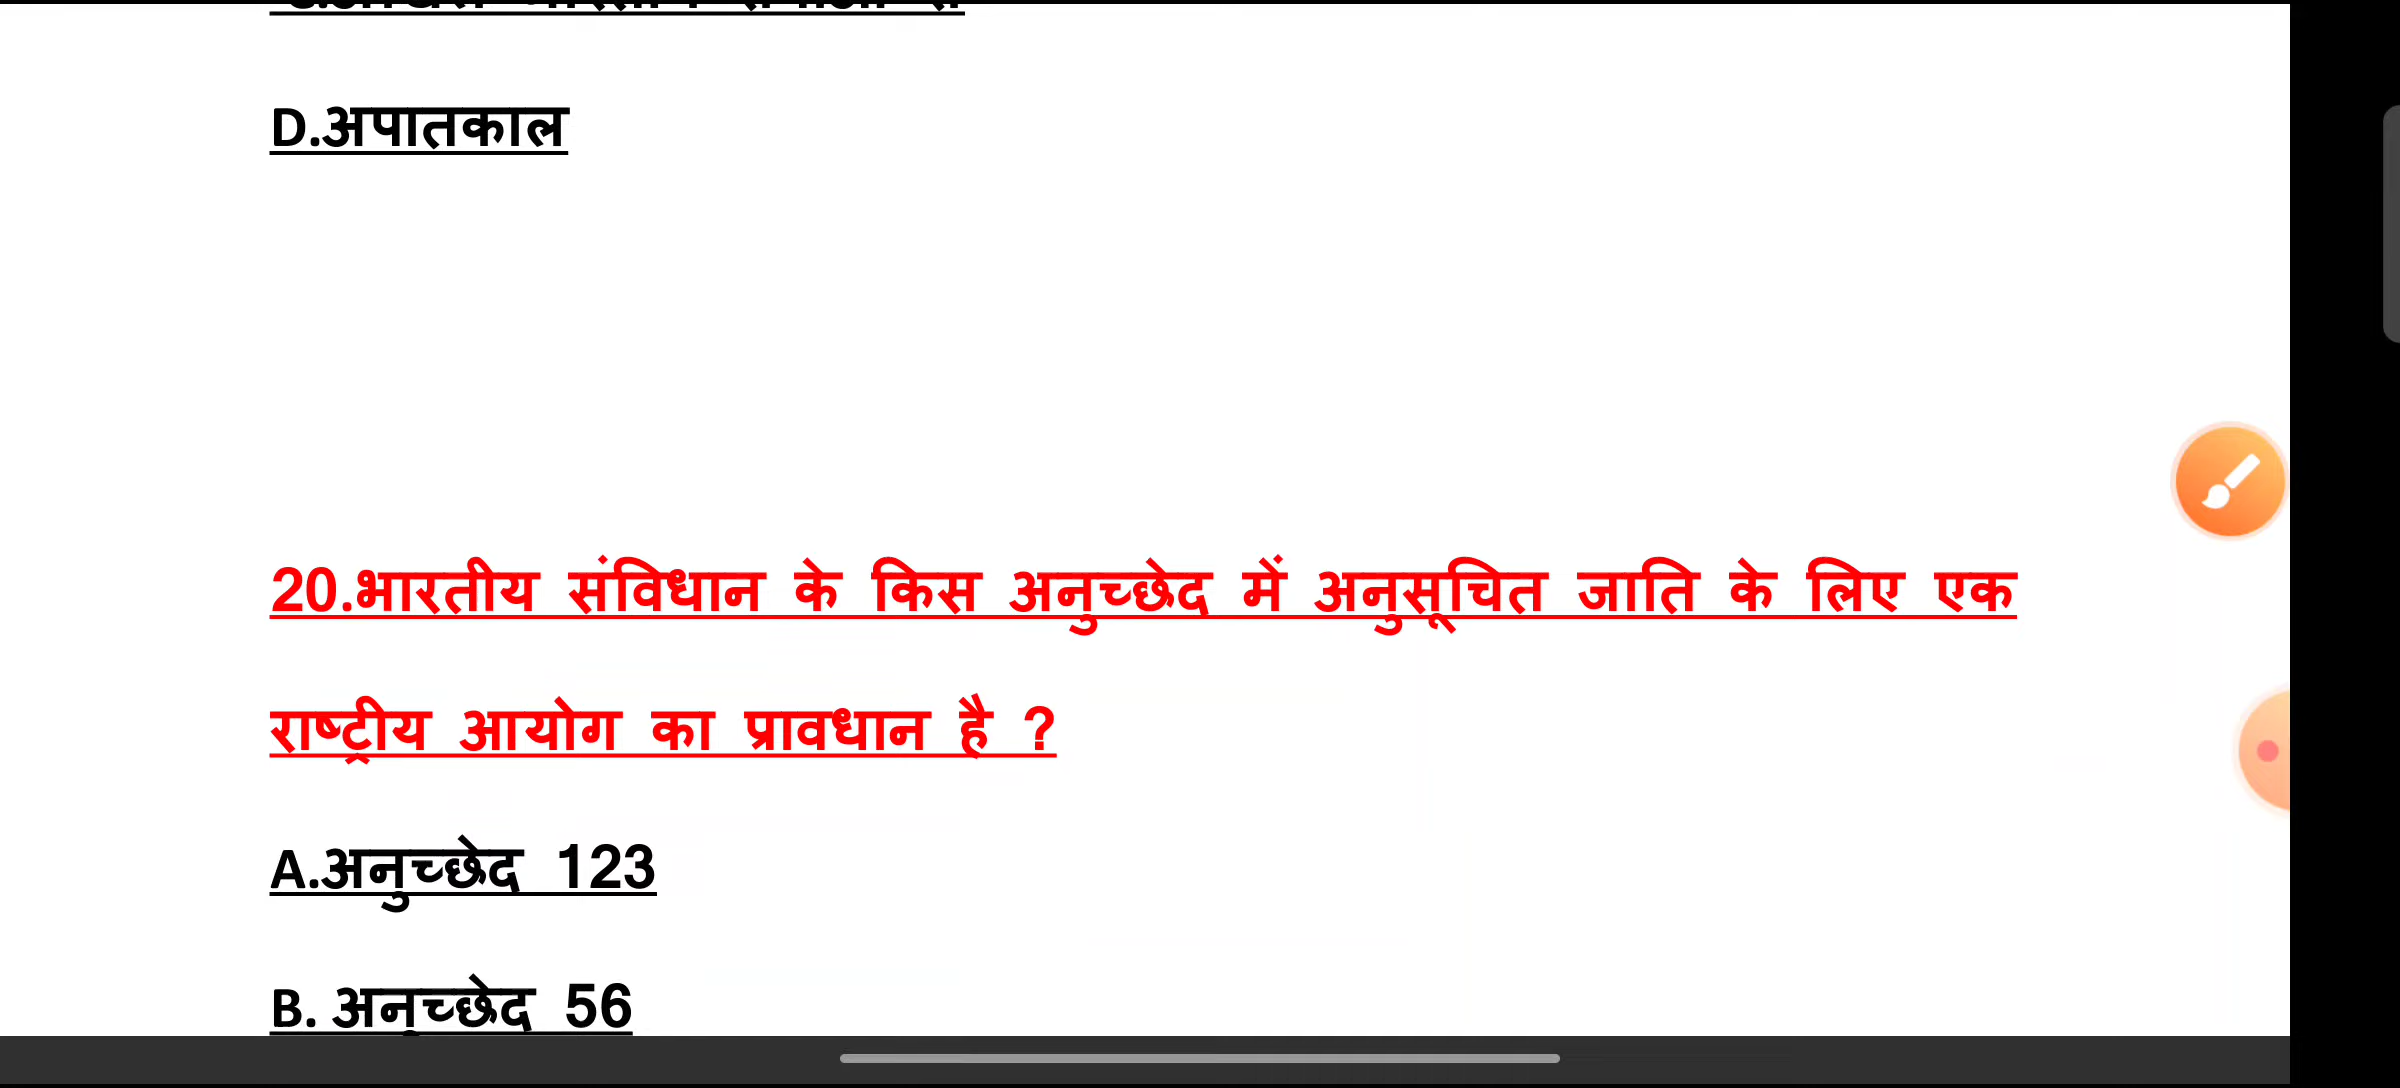 D.अपातकाल
20.भारतीय संविधान के किस अनुच्छेद में अनुसूचित जाति के लिए एक
राष्ट्रीय आयोग का प्रावधान है ?
A.अनुच्छेद 123
B. अनुच्छेद 56